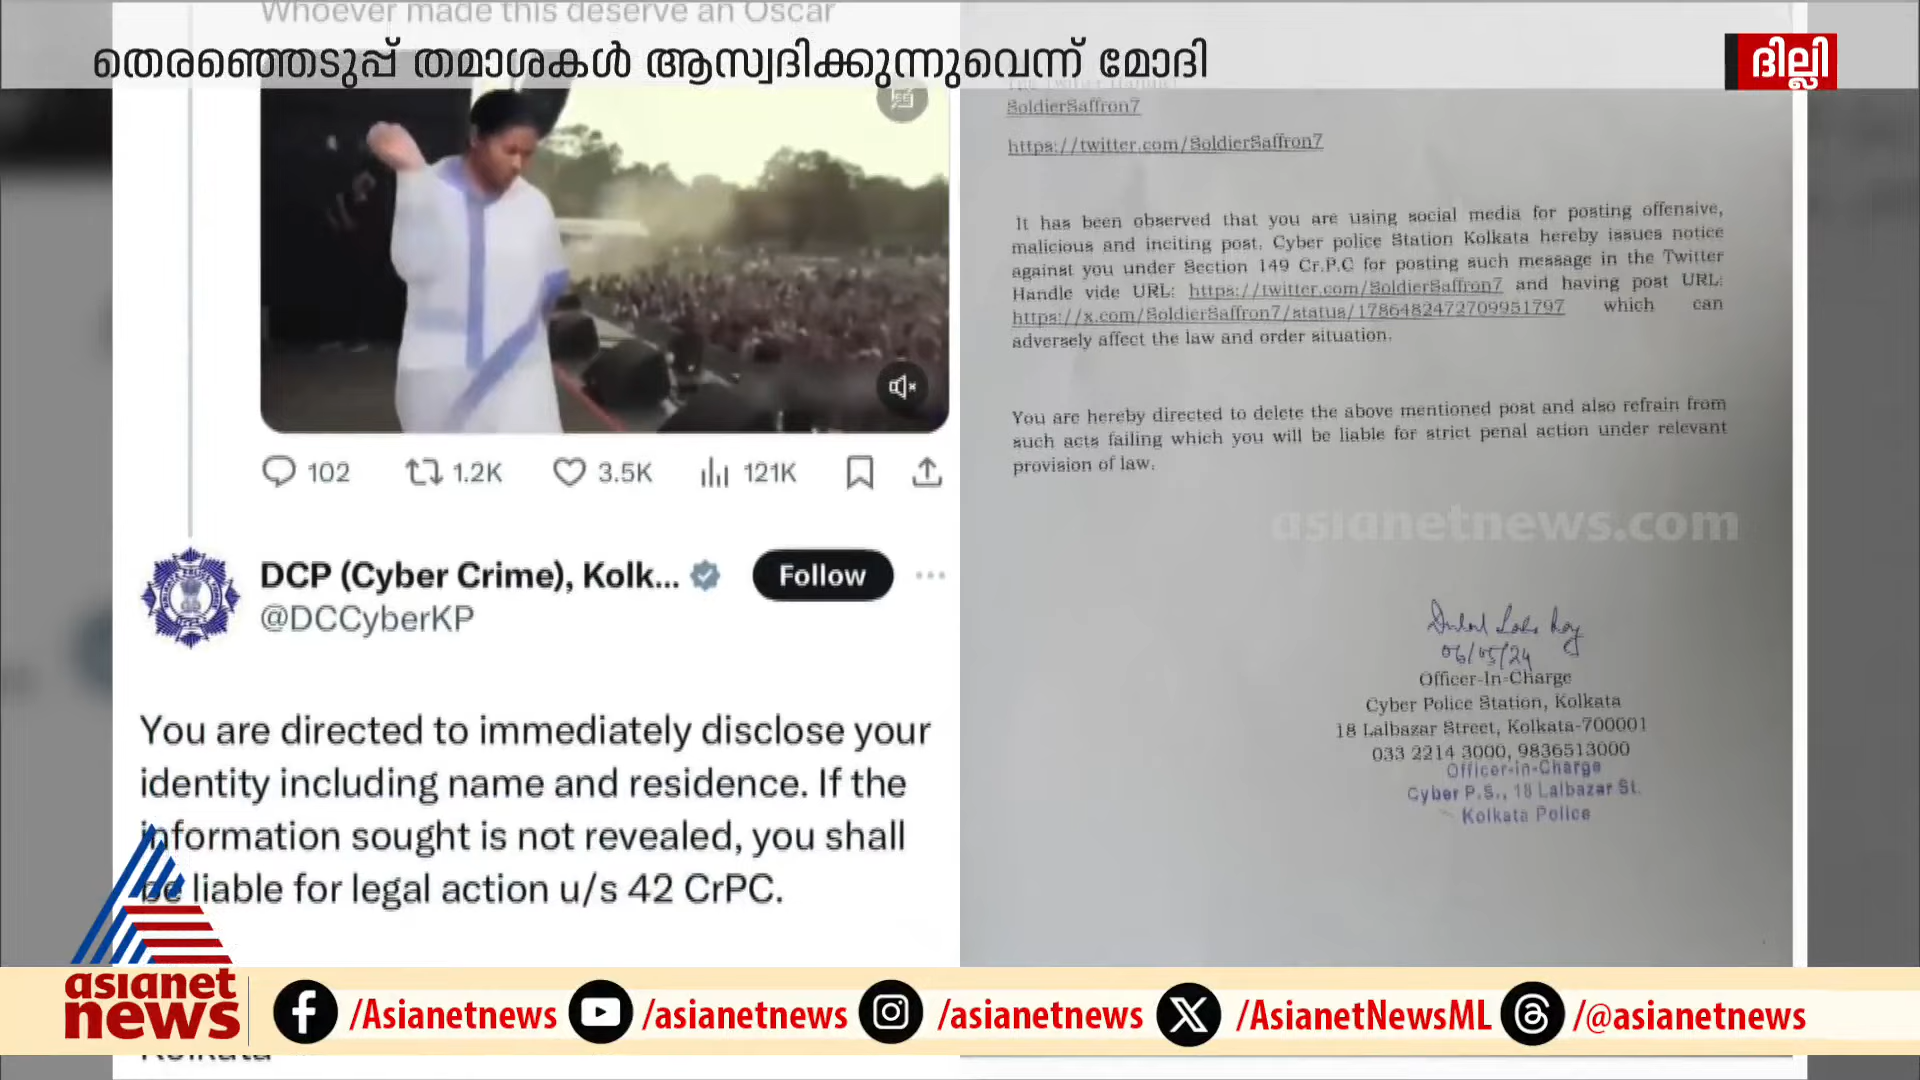 Whoever made this deserve an Oscar
തെരഞ്ഞെടുപ്പ് തമാശകൾ ആസ്വദിക്കുന്നുവെന്ന് മോദി
ദില്ലി
102 1.2K 3.5K 121K
DCP (Cyber Crime), Kolk...
Follow
@DCCyberKP
You are directed to immediately disclose your
identity including name and residence. If the
information sought is not revealed, you shall
be liable for legal action u/s 42 CrPC.
Kolkata
SoldierSaffron7
https://twitter.com/SoldierSaffron7
It has been observed that you are using social media for posting offensive,
malicious and inciting post. Cyber police Station Kolkata hereby issues notice
against you under Section 149 Cr.P.C for posting such message in the Twitter
Handle vide URL: https://twitter.com/SoldierSaffron7 and having post URL:
https://x.com/SoldierSaffron7/status/1786482472709951797 which can
adversely affect the law and order situation.
You are hereby directed to delete the above mentioned post and also refrain from
such acts failing which you will be liable for strict penal action under relevant
provision of law.
asianetnews.com
06/05/24
Officer-In-Charge
Cyber Police Station, Kolkata
18 Lalbazar Street, Kolkata-700001
033 2214 3000, 9836513000
Officer-in-Charge
Cyber P.S., 18 Lalbazar St.
Kolkata Police
asianet
news
/Asianetnews /asianetnews /asianetnews /AsianetNewsML /@asianetnews